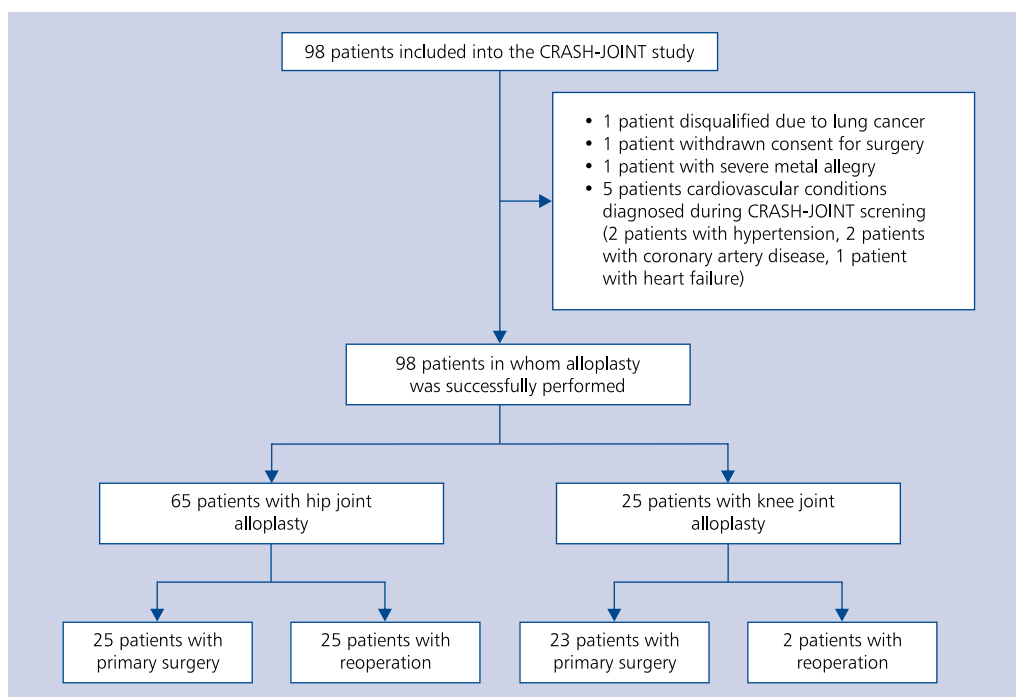 98 patients included into the CRASH-JOINT study
• 1 patient disqualified due to lung cancer
• 1 patient withdrawn consent for surgery
• 1 patient with severe metal allegry
• 5 patients cardiovascular conditions
diagnosed during CRASH-JOINT screning
(2 patients with hypertension, 2 patients
with coronary artery disease, 1 patient
with heart failure)
98 patients in whom alloplasty
was successfully performed
65 patients with hip joint
alloplasty
25 patients with knee joint
alloplasty
25 patients with
primary surgery
25 patients with
reoperation
23 patients with
primary surgery
2 patients with
reoperation